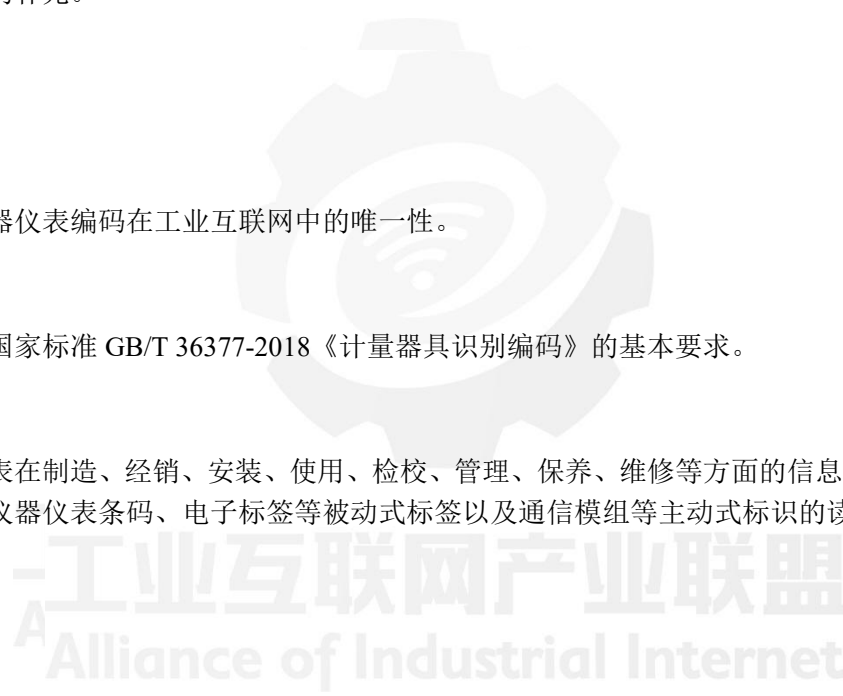 器仪表编码在工业互联网中的唯一性。
国家标准 GB/T 36377-2018《计量器具识别编码》的基本要求。
表在制造、经销、安装、使用、检校、管理、保养、维修等方面的信息
仪器仪表条码、电子标签等被动式标签以及通信模组等主动式标识的读
工业互联网产业联盟
Alliance of Industrial Internet